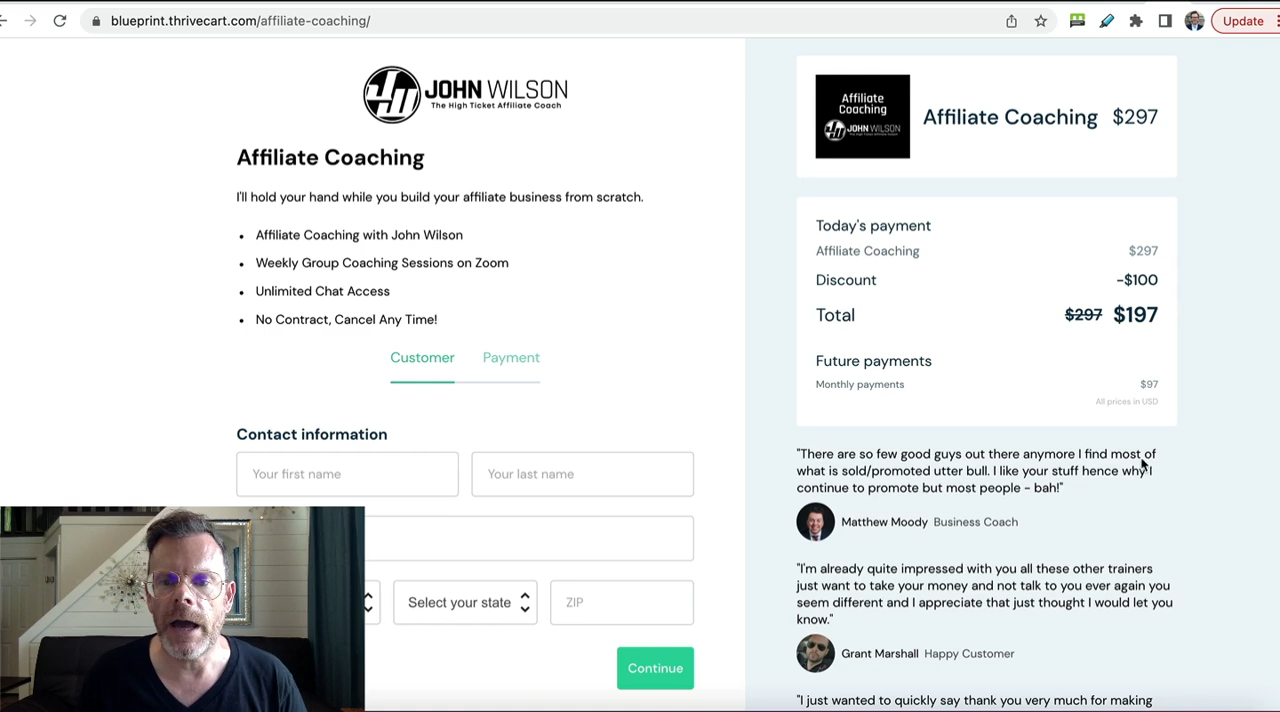 blueprint.thrivecart.com/affiliate-coaching/
Update
JOHN WILSON
The High Ticket Affiliate Coach
Affiliate Coaching
I'll hold your hand while you build your affiliate business from scratch.
• Affiliate Coaching with John Wilson
• Weekly Group Coaching Sessions on Zoom
• Unlimited Chat Access
• No Contract, Cancel Any Time!
Customer Payment
Contact information
Your first name Your last name
Select your state ZIP
Continue
Affiliate
Coaching
JOHN WILSON
The High Ticket Affiliate Coach
Affiliate Coaching $297
Today's payment
Affiliate Coaching $297
Discount -$100
Total $297 $197
Future payments
Monthly payments $97
All prices in USD
"There are so few good guys out there anymore I find most of
what is sold/promoted utter bull. I like your stuff hence why I
continue to promote but most people - bah!"
Matthew Moody Business Coach
"I'm already quite impressed with you all these other trainers
just want to take your money and not talk to you ever again you
seem different and I appreciate that just thought I would let you
know."
Grant Marshall Happy Customer
"I just wanted to quickly say thank you very much for making